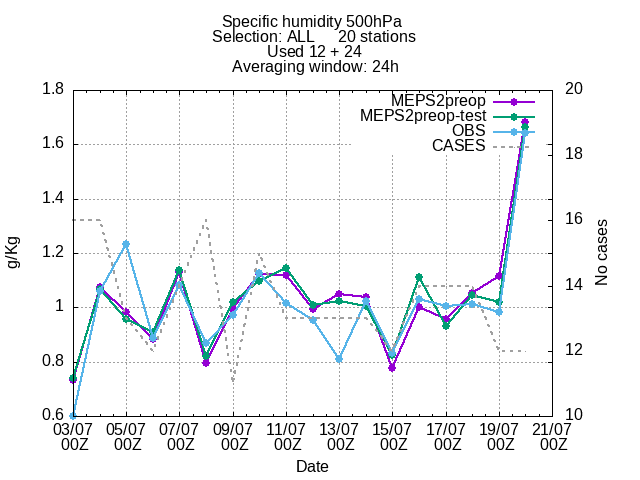 Specific humidity 500hPa
Selection: ALL 20 stations
Used 12 + 24
Averaging window: 24h
MEPS2preop
MEPS2preop-test
OBS
CASES
1.8
1.6
1.4
1.2
1
0.8
0.6
g/Kg
20
18
16
14
12
10
No cases
03/07 05/07 07/07 09/07 11/07 13/07 15/07 17/07 19/07 21/07
00Z 00Z 00Z 00Z 00Z 00Z 00Z 00Z 00Z 00Z
Date